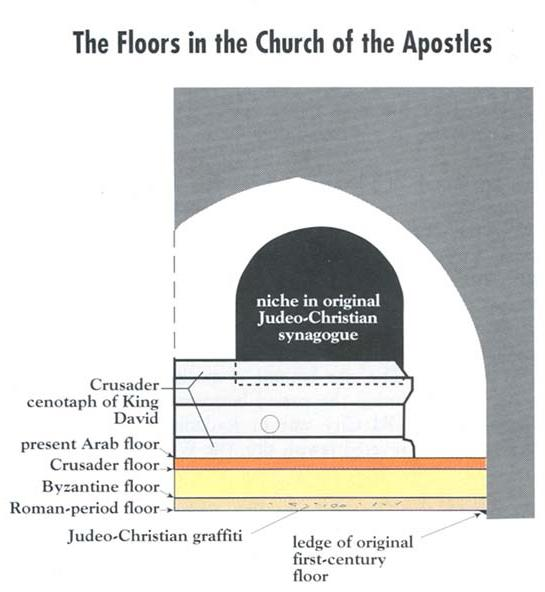 The Floors in the Church of the Apostles
niche in original
Judeo-Christian
synagogue
Crusader
cenotaph of King
David
present Arab floor
Crusader floor
Byzantine floor
Roman-period floor
Judeo-Christian graffiti
ledge of original
first-century
floor